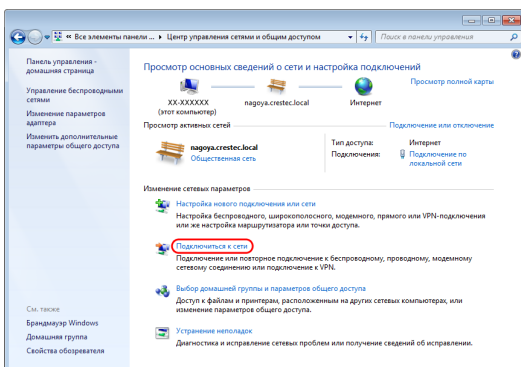 « Все элементы панели ... ▸ Центр управления сетями и общим доступом
Поиск в панели управления
Панель управления -
домашняя страница
Управление беспроводными
сетями
Изменение параметров
адаптера
Изменить дополнительные
параметры общего доступа
См. также
Брандмауэр Windows
Домашняя группа
Свойства обозревателя
Просмотр основных сведений о сети и настройка подключений
Просмотр полной карты
XX-XXXXXX
(этот компьютер)
nagoya.crestec.local
Интернет
Просмотр активных сетей
Подключение или отключение
nagoya.crestec.local
Общественная сеть
Тип доступа: Интернет
Подключения: Подключение по
локальной сети
Изменение сетевых параметров
Настройка нового подключения или сети
Настройка беспроводного, широкополосного, модемного, прямого или VPN-подключения
или же настройка маршрутизатора или точки доступа.
Подключиться к сети
Подключение или повторное подключение к беспроводному, проводному, модемному
сетевому соединению или подключение к VPN.
Выбор домашней группы и параметров общего доступа
Доступ к файлам и принтерам, расположенным на других сетевых компьютерах, или
изменение параметров общего доступа.
Устранение неполадок
Диагностика и исправление сетевых проблем или получение сведений об исправлении.